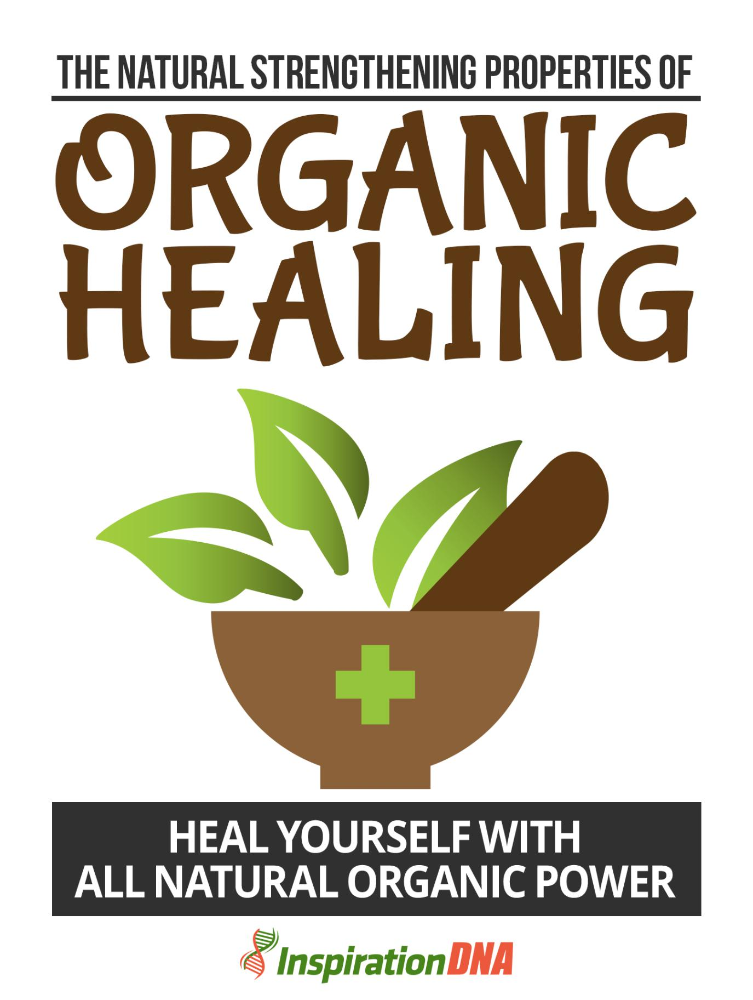 THE NATURAL STRENGTHENING PROPERTIES OF
ORGANIC
HEALING
HEAL YOURSELF WITH
ALL NATURAL ORGANIC POWER
InspirationDNA